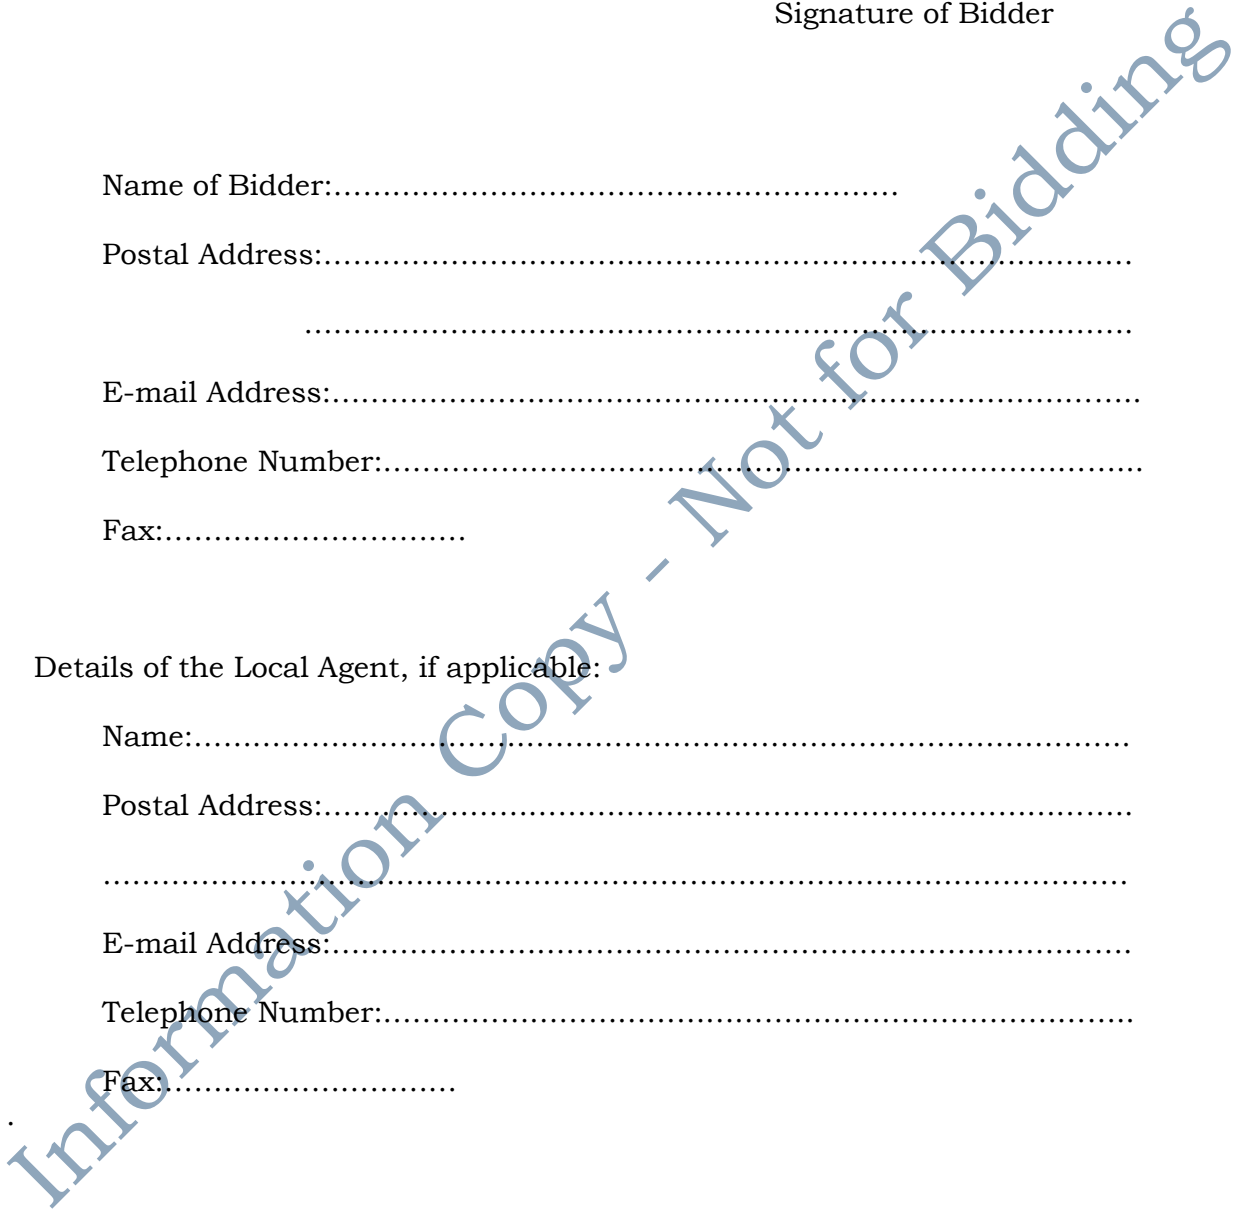 Signature of Bidder
Name of Bidder:…………………………………………………
Postal Address:………………………………………………………………………
…………………………………………………………………………
E-mail Address:………………………………………………………………………
Telephone Number:…………………………………………………………………
Fax:…………………………
Details of the Local Agent, if applicable:
Name:…………………………………………………………………………………
Postal Address:………………………………………………………………………
…………………………………………………………………………………………
E-mail Address:………………………………………………………………………
Telephone Number:…………………………………………………………………
Fax:…………………………
.
Information Copy - Not for Bidding